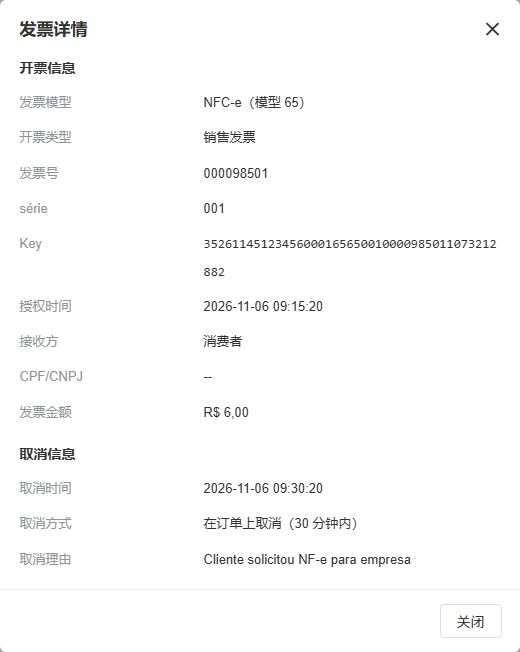 发票详情
开票信息
发票模型 NFC-e（模型 65）
开票类型 销售发票
发票号 000098501
série 001
Key 35261145123456000165650010000985011073212
882
授权时间 2026-11-06 09:15:20
接收方 消费者
CPF/CNPJ --
发票金额 R$ 6,00
取消信息
取消时间 2026-11-06 09:30:20
取消方式 在订单上取消（30 分钟内）
取消理由 Cliente solicitou NF-e para empresa
关闭